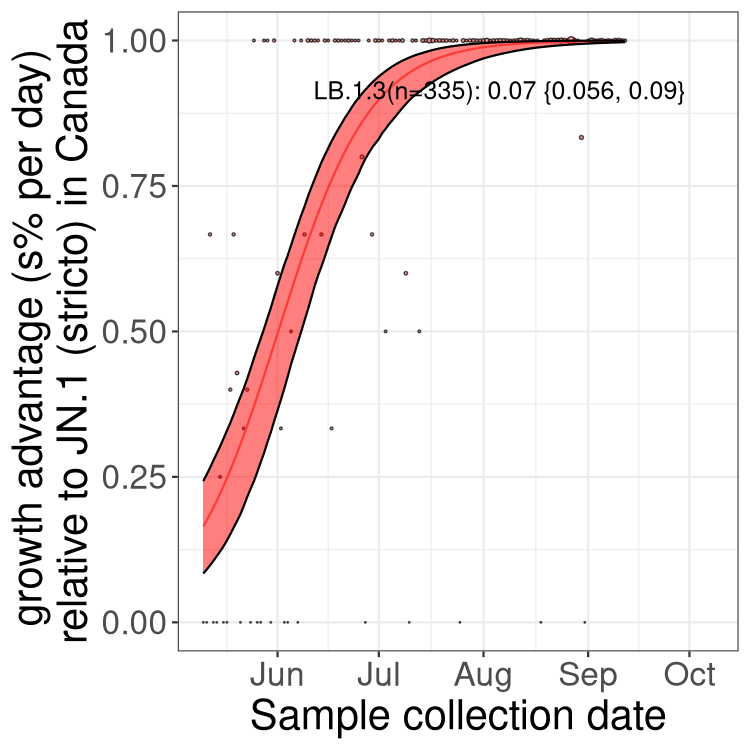 growth advantage (s% per day)
relative to JN.1 (stricto) in Canada
1.00
0.75
0.50
0.25
0.00
LB.1.3(n=335): 0.07 {0.056, 0.09}
Jun Jul Aug Sep Oct
Sample collection date